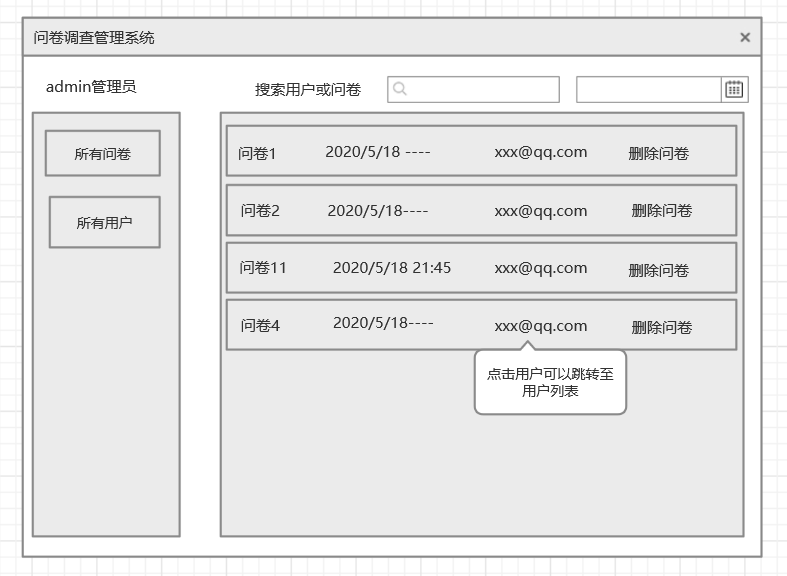 问卷调查管理系统
admin管理员
搜索用户或问卷
所有问卷
所有用户
问卷1 2020/5/18 ---- xxx@qq.com 删除问卷
问卷2 2020/5/18---- xxx@qq.com 删除问卷
问卷11 2020/5/18 21:45 xxx@qq.com 删除问卷
问卷4 2020/5/18---- xxx@qq.com 删除问卷
点击用户可以跳转至
用户列表